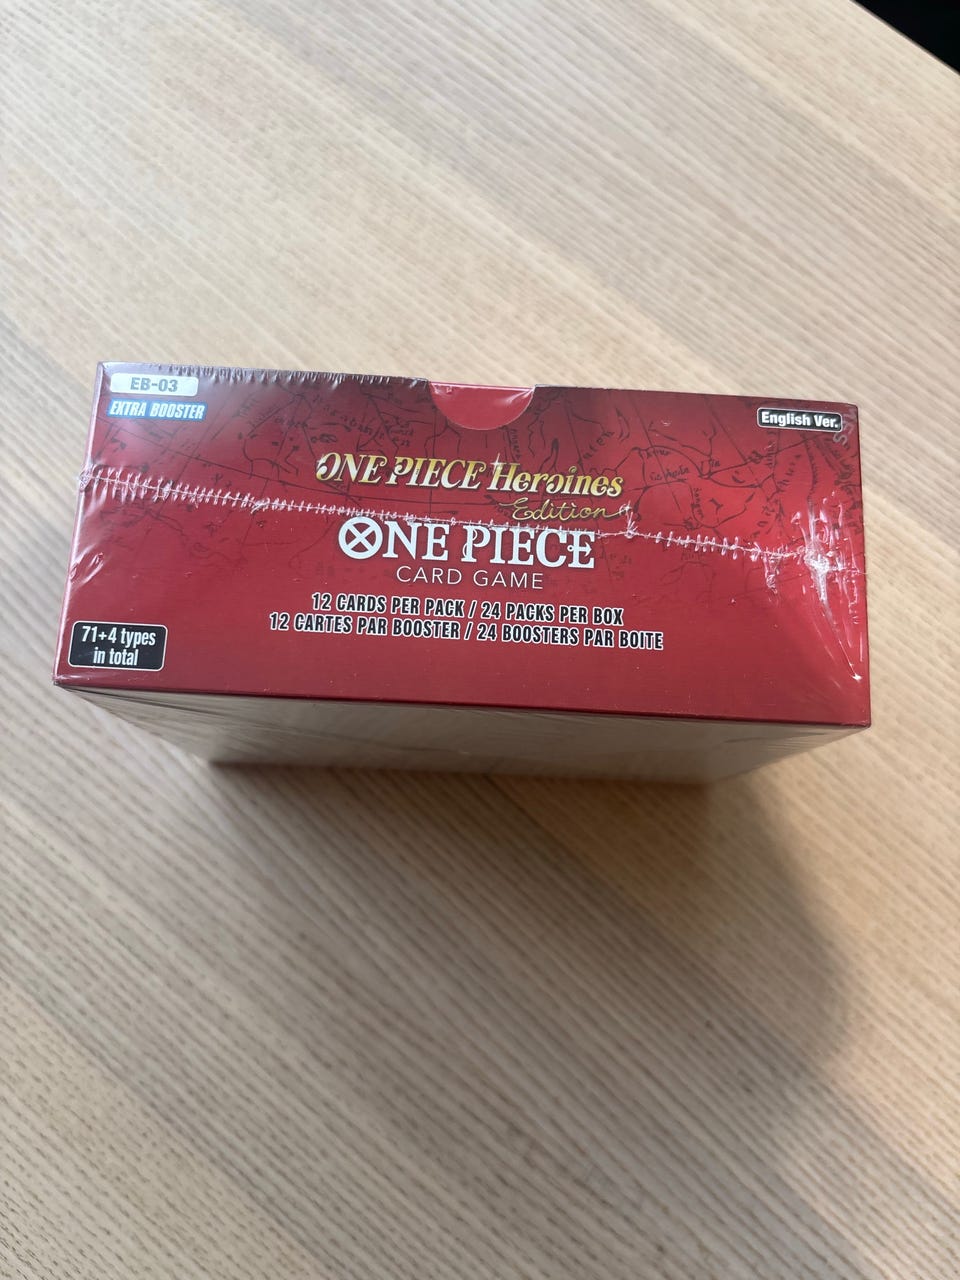 EB-03
EXTRA BOOSTER
English Ver.
ONE PIECE Heroines
Edition
ONE PIECE
CARD GAME
12 CARDS PER PACK / 24 PACKS PER BOX
12 CARTES PAR BOOSTER / 24 BOOSTERS PAR BOITE
71+4 types
in total